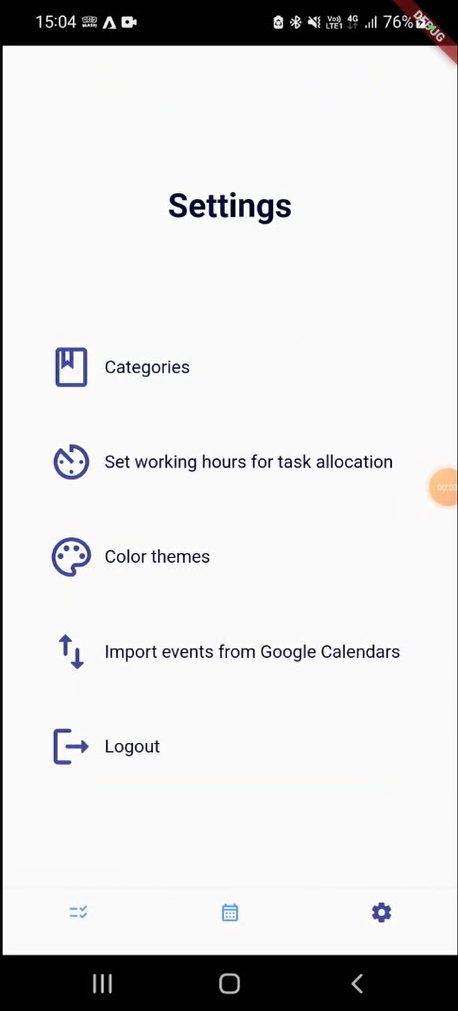 15:04
Vo)) 4G
LTE1
76%
DEBUG
Settings
Categories
Set working hours for task allocation
Color themes
Import events from Google Calendars
Logout